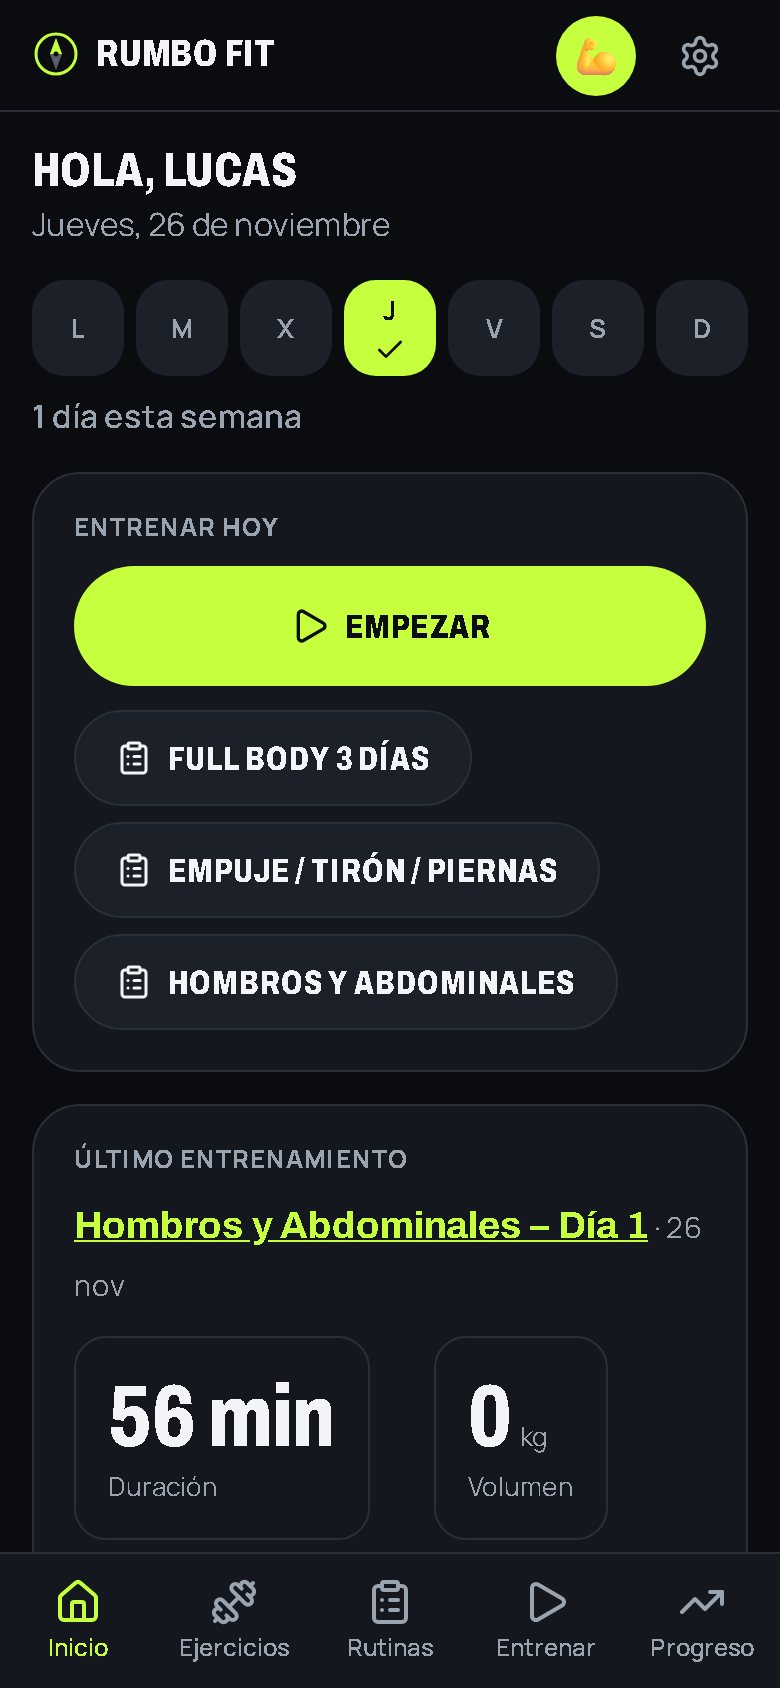 RUMBO FIT
HOLA, LUCAS
Jueves, 26 de noviembre
L M X J V S D
1 día esta semana
ENTRENAR HOY
EMPEZAR
FULL BODY 3 DÍAS
EMPUJE / TIRÓN / PIERNAS
HOMBROS Y ABDOMINALES
ÚLTIMO ENTRENAMIENTO
Hombros y Abdominales – Día 1 · 26
nov
56 min 0 kg
Duración Volumen
Inicio Ejercicios Rutinas Entrenar Progreso